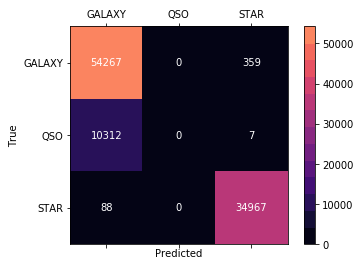 GALAXY QSO STAR
GALAXY 54267 0 359
QSO 10312 0 7
STAR 88 0 34967
True
Predicted
50000
40000
30000
20000
10000
0